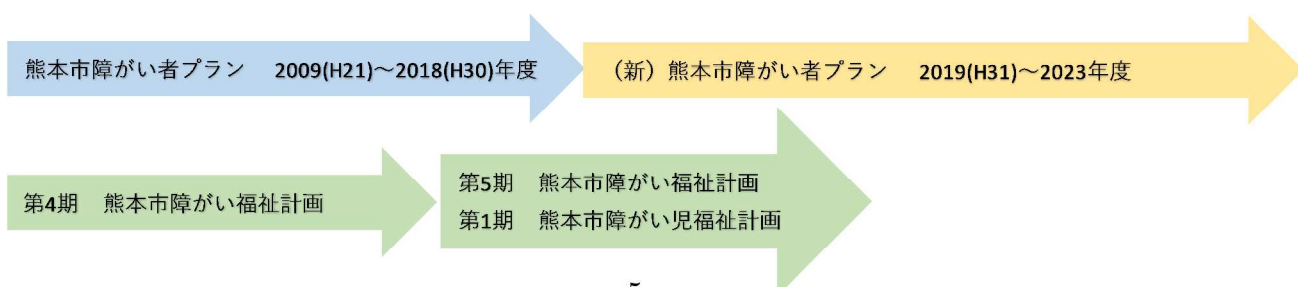 熊本市障がい者プラン 2009(H21)～2018(H30)年度
（新）熊本市障がい者プラン 2019(H31)～2023年度
第4期 熊本市障がい福祉計画
第5期 熊本市障がい福祉計画
第1期 熊本市障がい児福祉計画